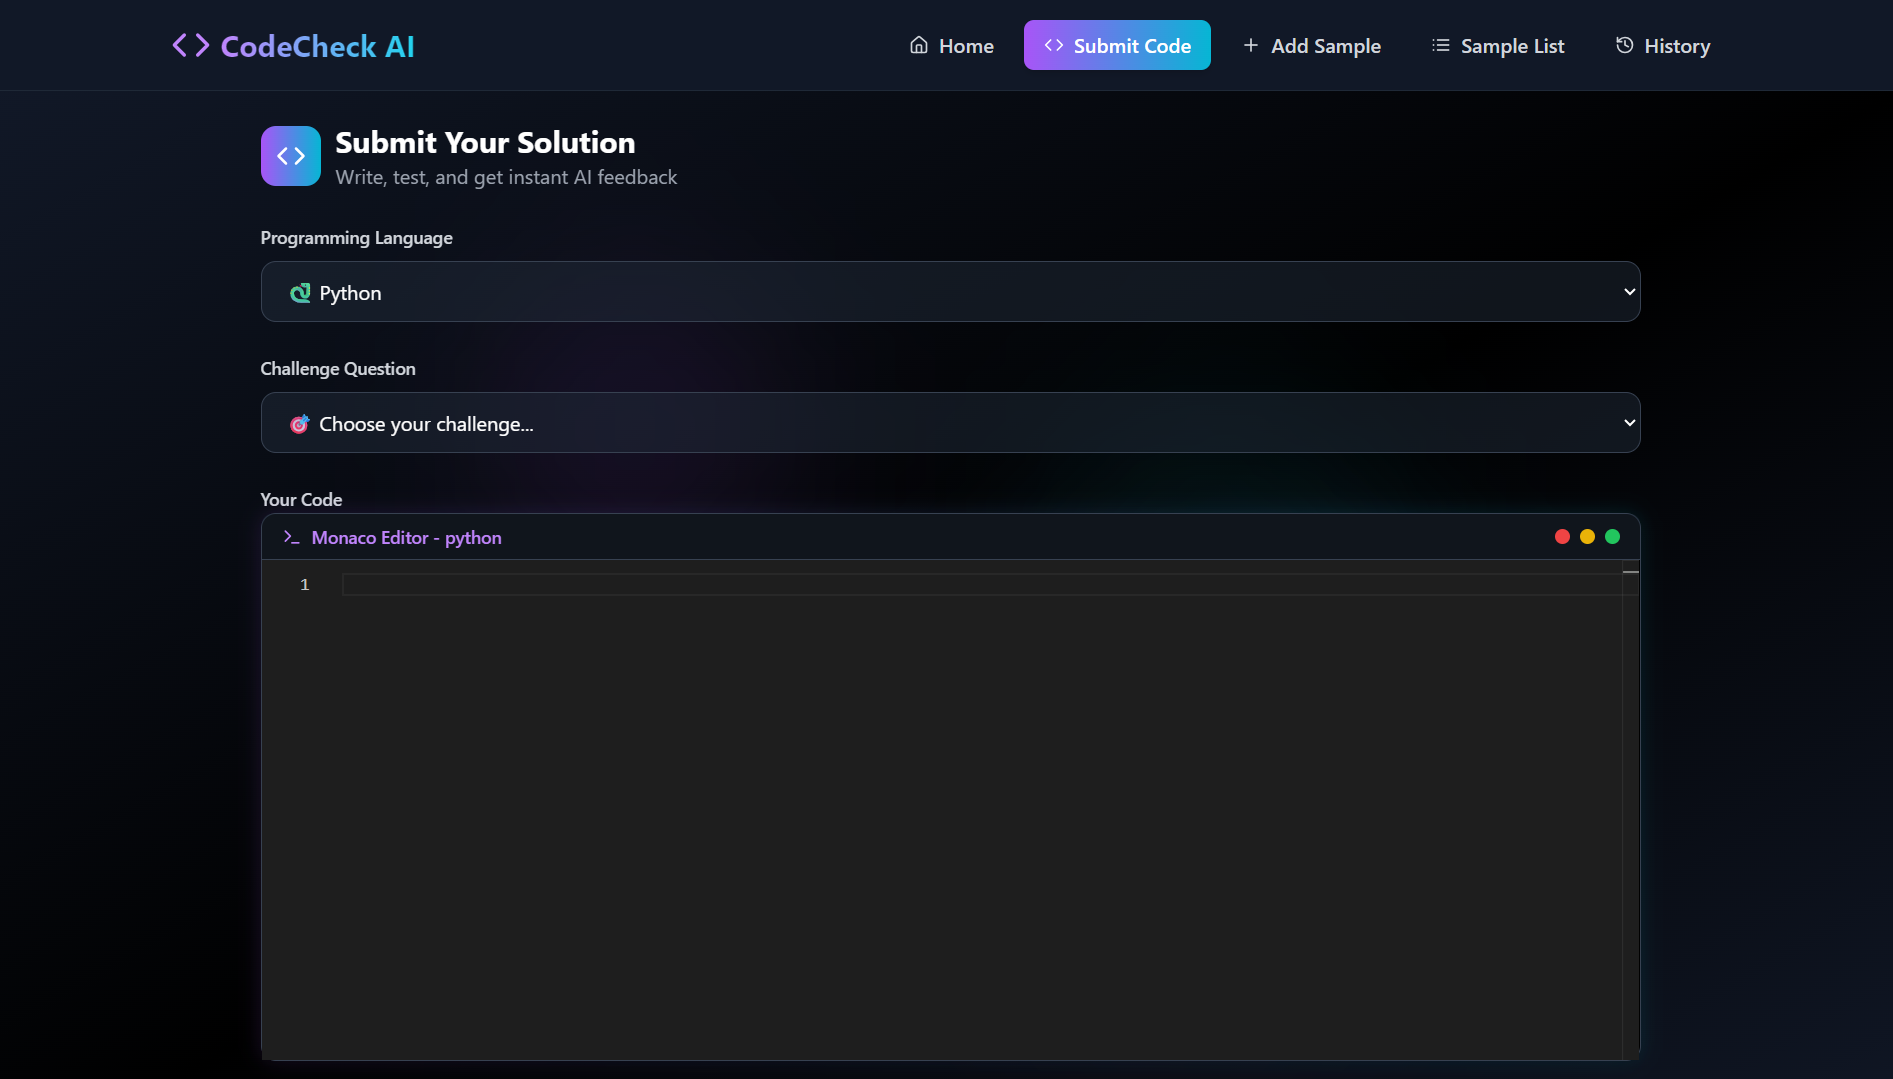 CodeCheck AI
Home
Submit Code
Add Sample
Sample List
History
Submit Your Solution
Write, test, and get instant AI feedback
Programming Language
Python
Challenge Question
Choose your challenge...
Your Code
Monaco Editor - python
1